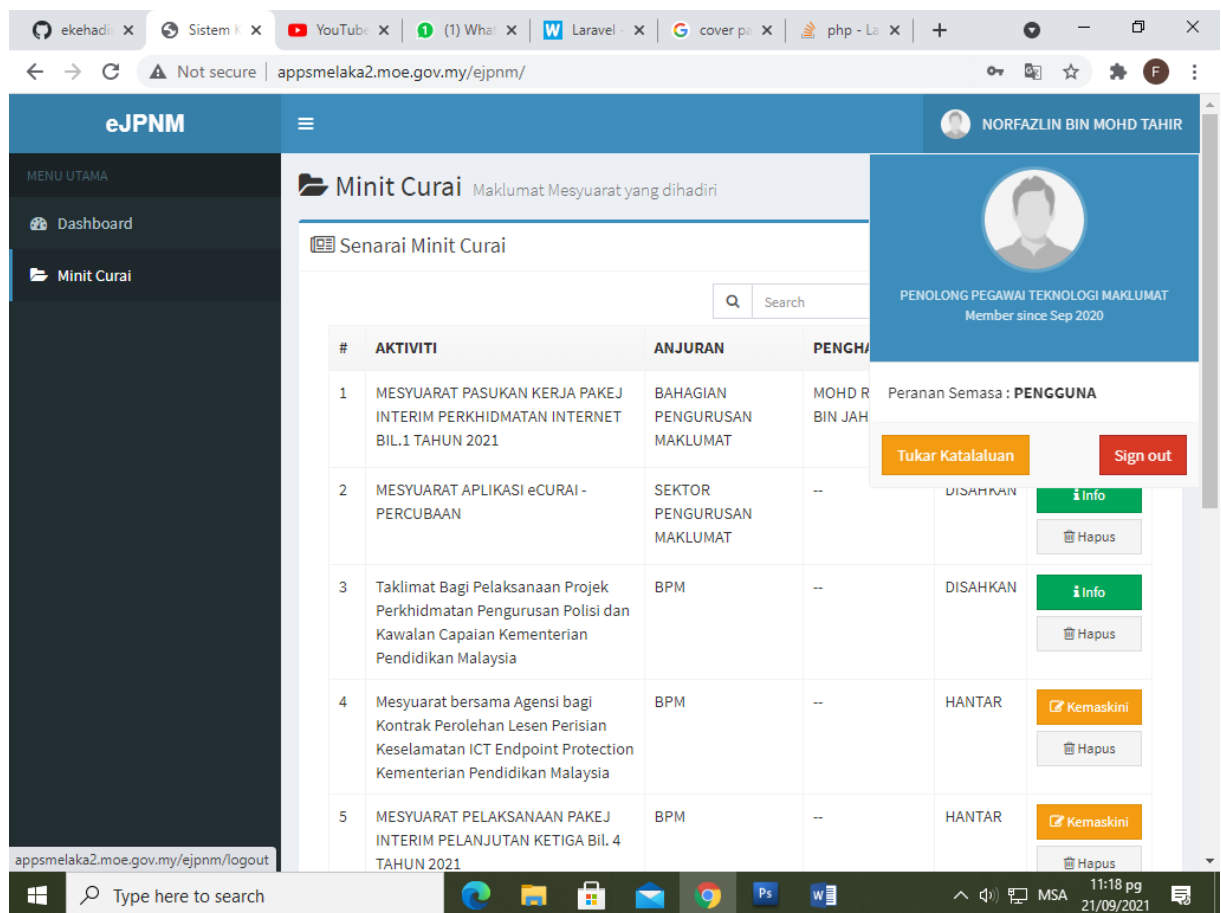 ekehadi
Sistem K
YouTube
(1) What
Laravel -
cover pa
php - La
Not secure
appsmelaka2.moe.gov.my/ejpnm/
F
eJPNM
NORFAZLIN BIN MOHD TAHIR
MENU UTAMA
Dashboard
Minit Curai
Minit Curai Maklumat Mesyuarat yang dihadiri
Senarai Minit Curai
Search
PENOLONG PEGAWAI TEKNOLOGI MAKLUMAT
Member since Sep 2020
Peranan Semasa : PENGGUNA
Tukar Katalaluan
Sign out
# AKTIVITI ANJURAN PENGHA
1 MESYUARAT PASUKAN KERJA PAKEJ
INTERIM PERKHIDMATAN INTERNET
BIL.1 TAHUN 2021
BAHAGIAN
PENGURUSAN
MAKLUMAT
MOHD R
BIN JAH
2 MESYUARAT APLIKASI eCURAI -
PERCUBAAN
SEKTOR
PENGURUSAN
MAKLUMAT
--
DISAHKAN
Info
Hapus
3 Taklimat Bagi Pelaksanaan Projek
Perkhidmatan Pengurusan Polisi dan
Kawalan Capaian Kementerian
Pendidikan Malaysia
BPM
--
DISAHKAN
Info
Hapus
4 Mesyuarat bersama Agensi bagi
Kontrak Perolehan Lesen Perisian
Keselamatan ICT Endpoint Protection
Kementerian Pendidikan Malaysia
BPM
--
HANTAR
Kemaskini
Hapus
5 MESYUARAT PELAKSANAAN PAKEJ
INTERIM PELANJUTAN KETIGA Bil. 4
TAHUN 2021
BPM
--
HANTAR
Kemaskini
Hapus
appsmelaka2.moe.gov.my/ejpnm/logout
Type here to search
Ps
MSA
11:18 pg
21/09/2021